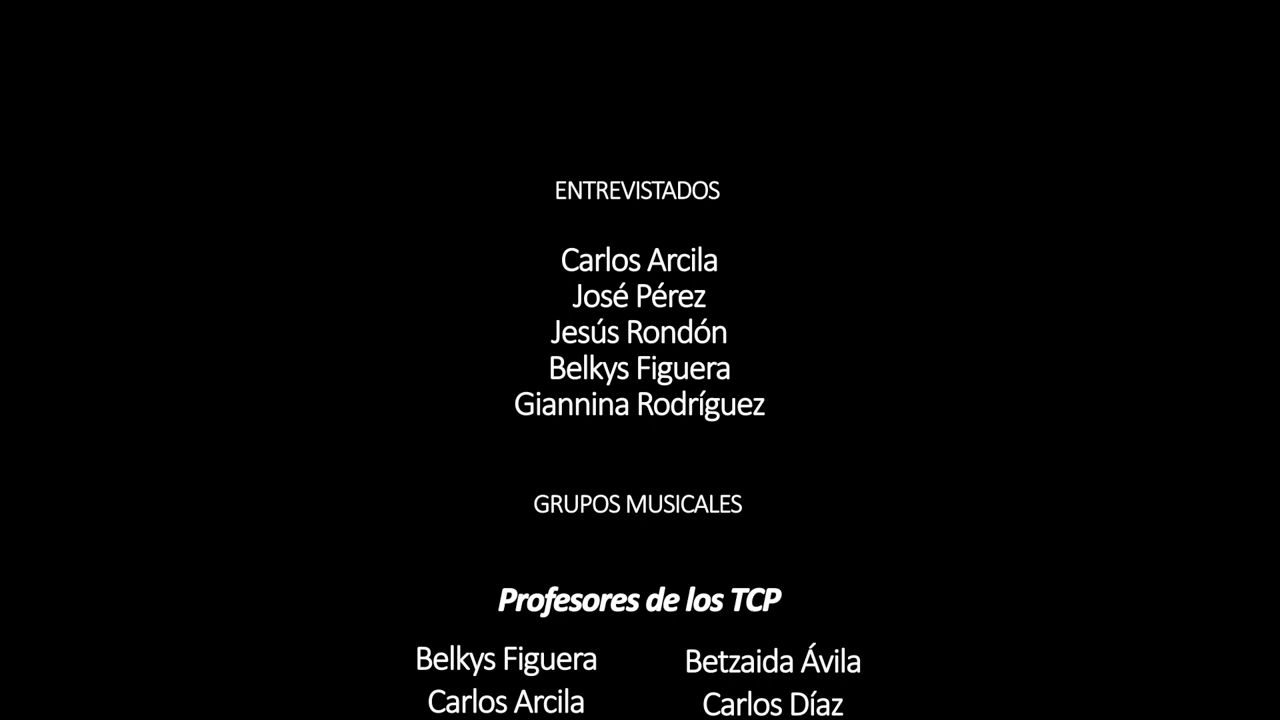 ENTREVISTADOS
Carlos Arcila
José Pérez
Jesús Rondón
Belkys Figuera
Giannina Rodríguez
GRUPOS MUSICALES
Profesores de los TCP
Belkys Figuera Betzaida Ávila
Carlos Arcila Carlos Díaz